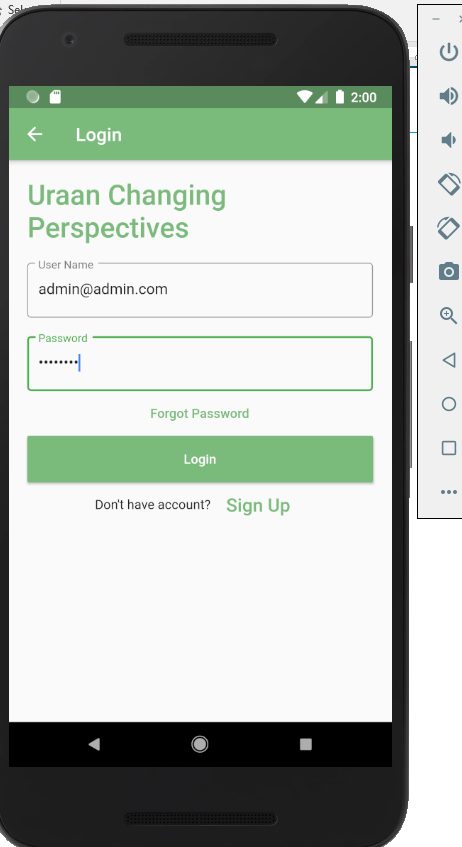 Sel
2:00
Login
Uraan Changing
Perspectives
User Name
admin@admin.com
Password
••••••••
Forgot Password
Login
Don't have account? Sign Up